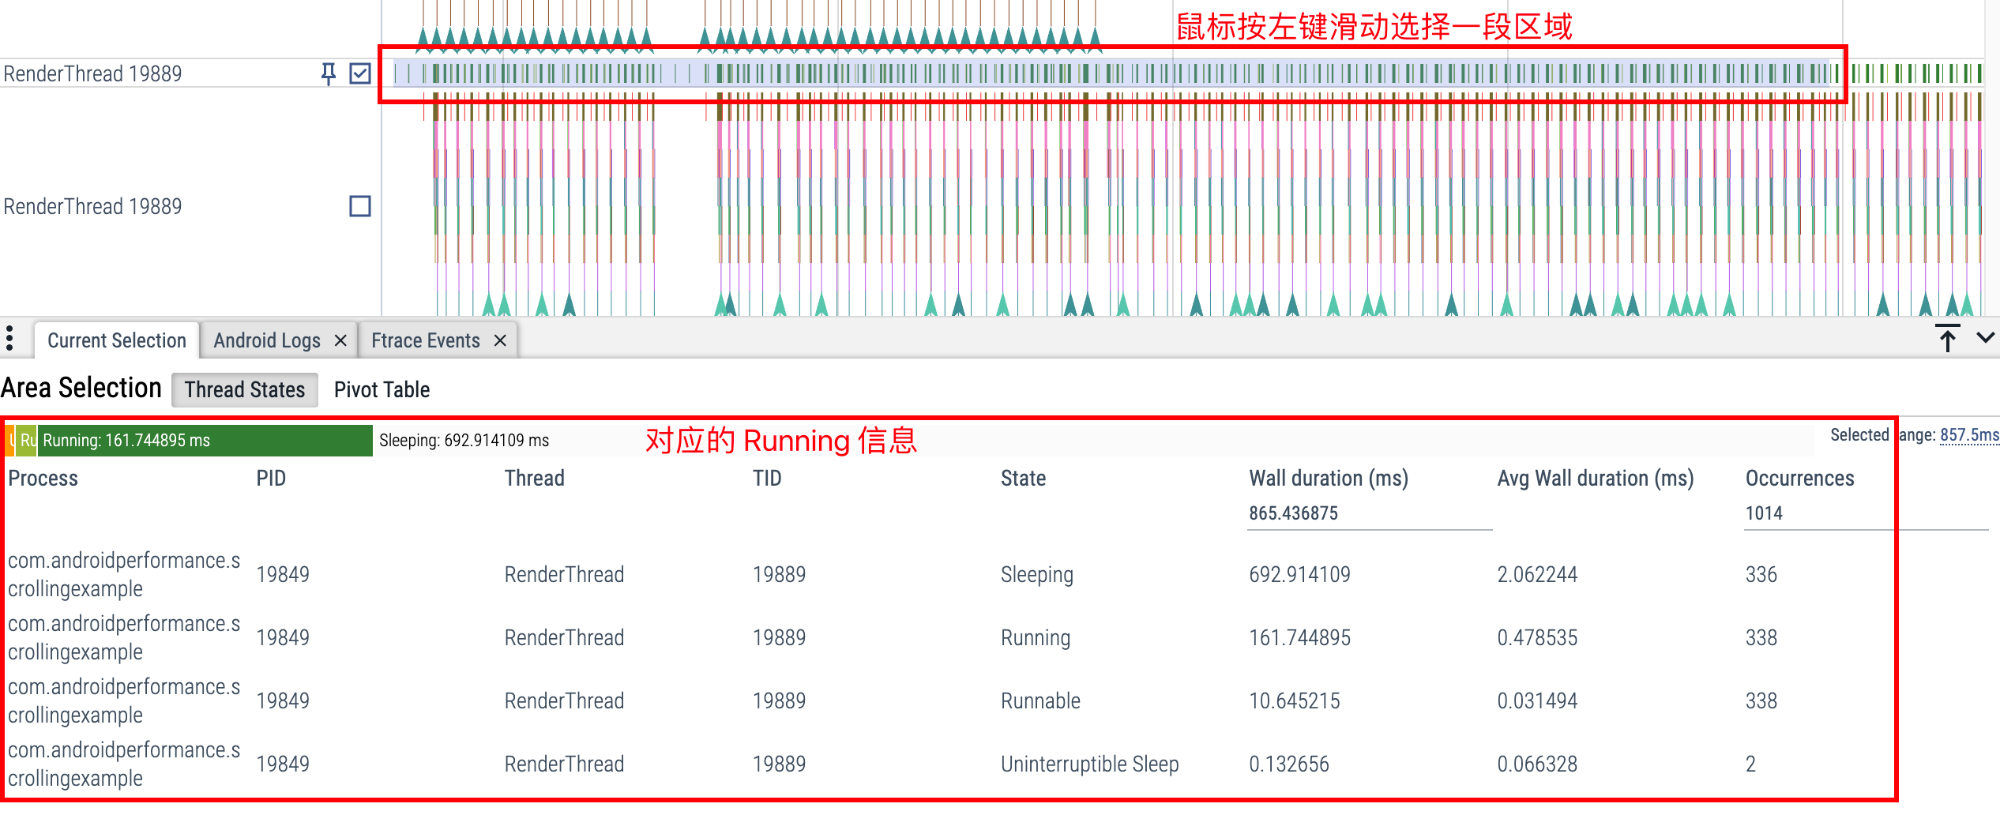 鼠标按左键滑动选择一段区域
RenderThread 19889
RenderThread 19889
Current Selection
Android Logs
Ftrace Events
Area Selection
Thread States
Pivot Table
Ru
Running: 161.744895 ms
Sleeping: 692.914109 ms
对应的 Running 信息
Selected ange: 857.5ms
Process PID Thread TID State Wall duration (ms) Avg Wall duration (ms) Occurrences
865.436875 1014
com.androidperformance.s
crollingexample
19849 RenderThread 19889 Sleeping 692.914109 2.062244 336
com.androidperformance.s
crollingexample
19849 RenderThread 19889 Running 161.744895 0.478535 338
com.androidperformance.s
crollingexample
19849 RenderThread 19889 Runnable 10.645215 0.031494 338
com.androidperformance.s
crollingexample
19849 RenderThread 19889 Uninterruptible Sleep 0.132656 0.066328 2